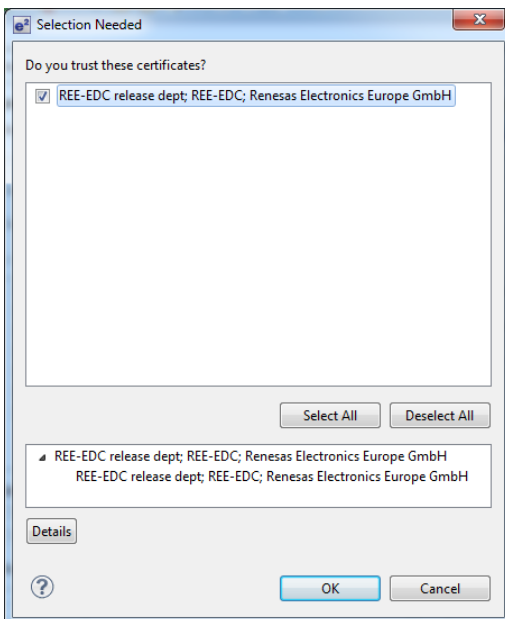 e² Selection Needed
Do you trust these certificates?
REE-EDC release dept; REE-EDC; Renesas Electronics Europe GmbH
Select All Deselect All
REE-EDC release dept; REE-EDC; Renesas Electronics Europe GmbH
REE-EDC release dept; REE-EDC; Renesas Electronics Europe GmbH
Details
? OK Cancel